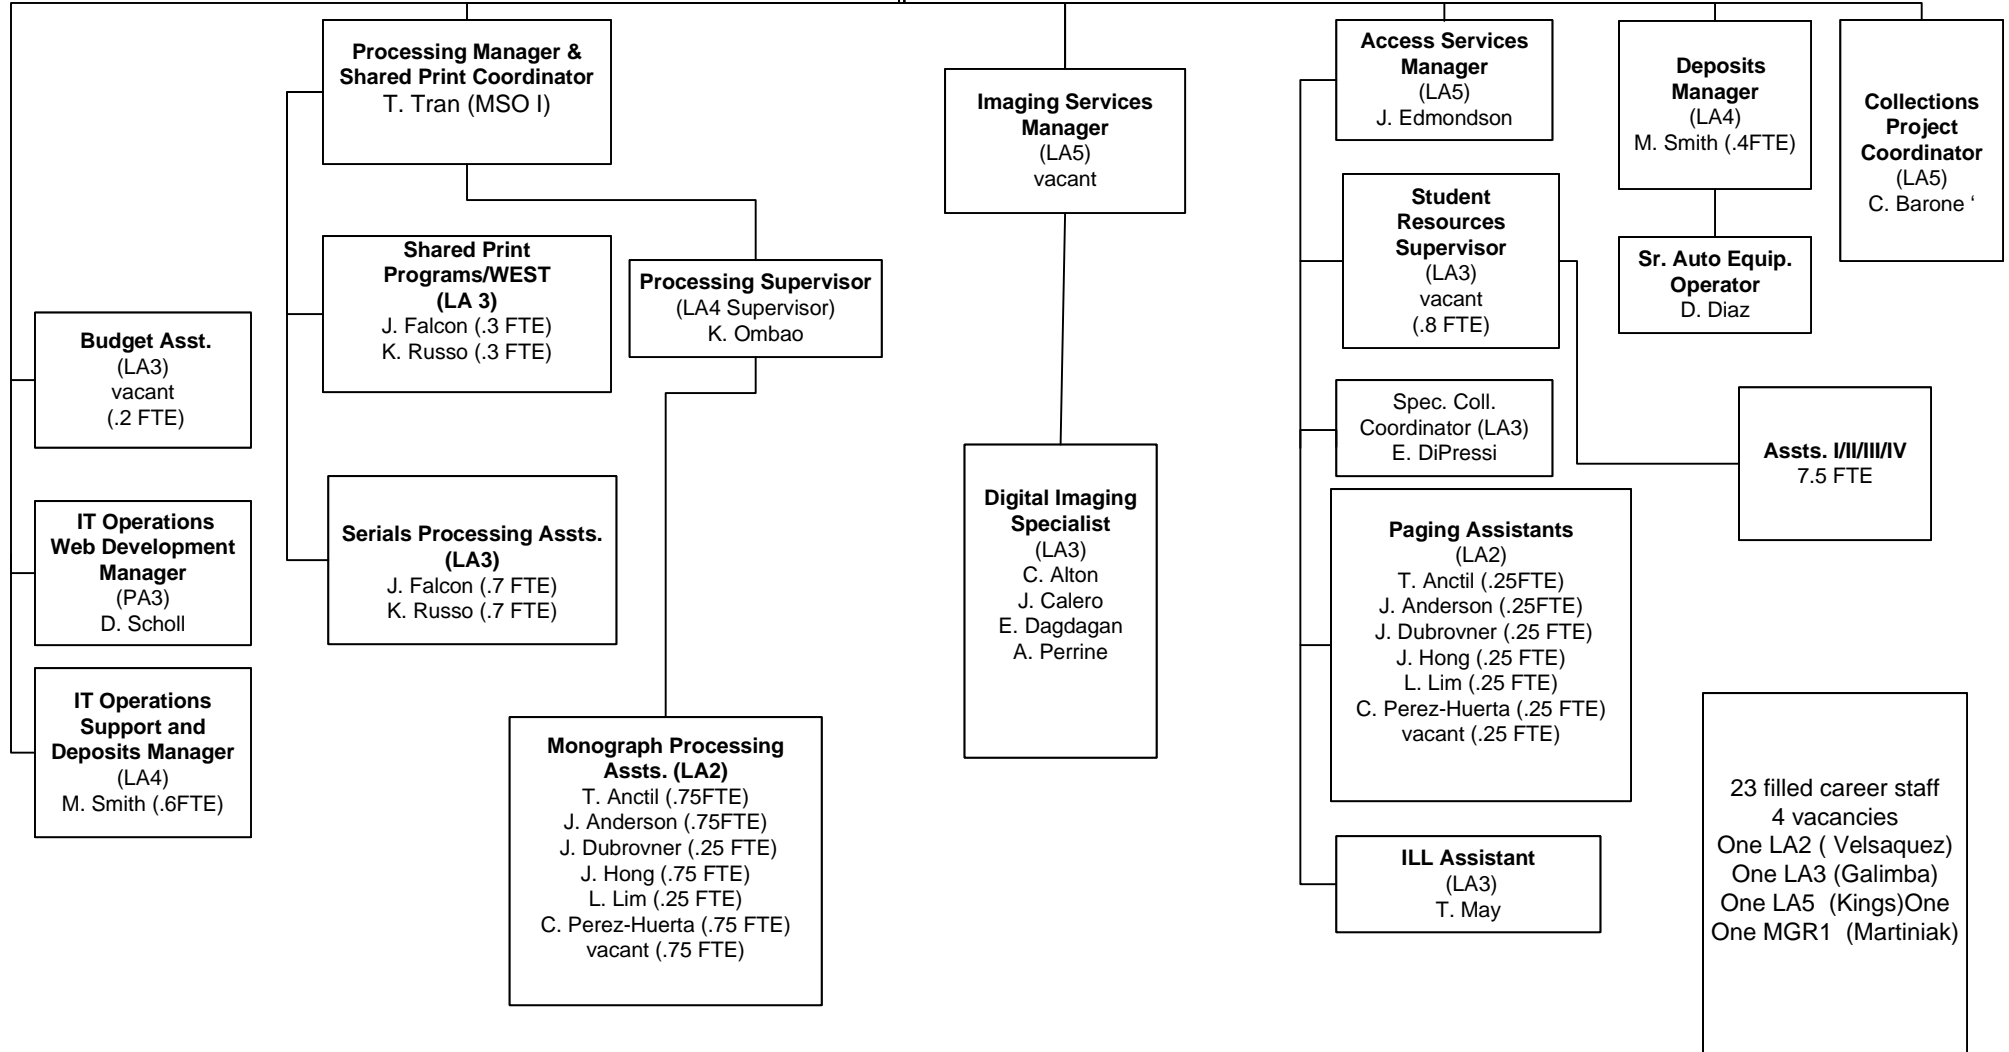 Processing Manager &
Shared Print Coordinator
T. Tran (MSO I)
Imaging Services
Manager
(LA5)
vacant
Access Services
Manager
(LA5)
J. Edmondson
Deposits
Manager
(LA4)
M. Smith (.4FTE)
Collections
Project
Coordinator
(LA5)
C. Barone ‘
Shared Print
Programs/WEST
(LA 3)
J. Falcon (.3 FTE)
K. Russo (.3 FTE)
Processing Supervisor
(LA4 Supervisor)
K. Ombao
Student
Resources
Supervisor
(LA3)
vacant
(.8 FTE)
Sr. Auto Equip.
Operator
D. Diaz
Budget Asst.
(LA3)
vacant
(.2 FTE)
Spec. Coll.
Coordinator (LA3)
E. DiPressi
Assts. I/II/III/IV
7.5 FTE
IT Operations
Web Development
Manager
(PA3)
D. Scholl
Serials Processing Assts.
(LA3)
J. Falcon (.7 FTE)
K. Russo (.7 FTE)
Digital Imaging
Specialist
(LA3)
C. Alton
J. Calero
E. Dagdagan
A. Perrine
Paging Assistants
(LA2)
T. Anctil (.25FTE)
J. Anderson (.25FTE)
J. Dubrovner (.25 FTE)
J. Hong (.25 FTE)
L. Lim (.25 FTE)
C. Perez-Huerta (.25 FTE)
vacant (.25 FTE)
IT Operations
Support and
Deposits Manager
(LA4)
M. Smith (.6FTE)
Monograph Processing
Assts. (LA2)
T. Anctil (.75FTE)
J. Anderson (.75FTE)
J. Dubrovner (.25 FTE)
J. Hong (.75 FTE)
L. Lim (.25 FTE)
C. Perez-Huerta (.75 FTE)
vacant (.75 FTE)
ILL Assistant
(LA3)
T. May
23 filled career staff
4 vacancies
One LA2 ( Velsaquez)
One LA3 (Galimba)
One LA5  (Kings)One
One MGR1  (Martiniak)